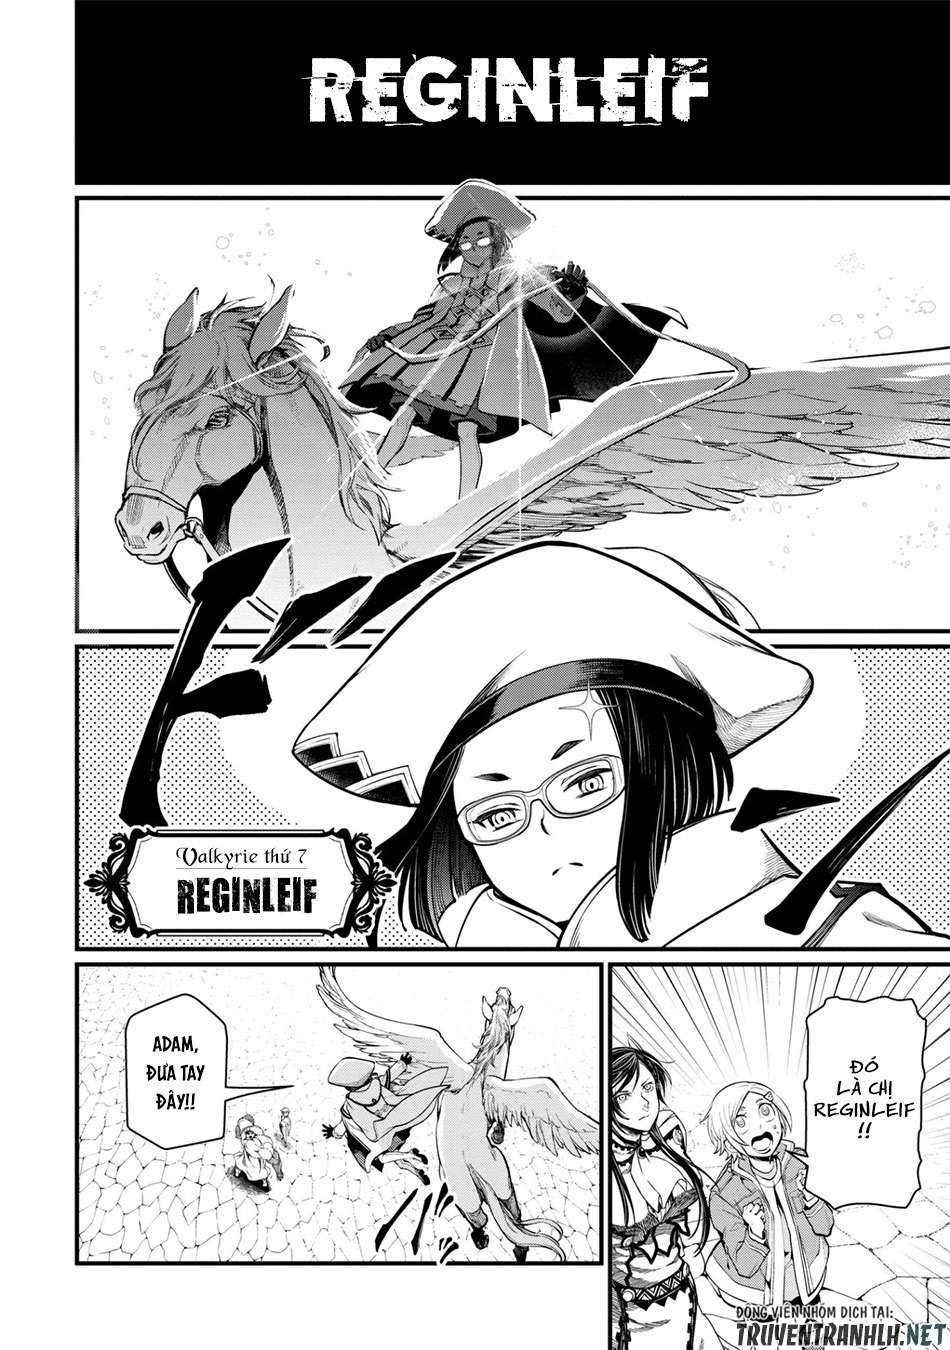 REGINLEIF
Valkyrie thứ 7
REGINLEIF
ADAM,
ĐƯA TAY
ĐÂY!!
ĐÓ
LÀ CHỊ
REGINLEIF
!!
ĐỘNG VIÊN NHÓM DỊCH TẠI:
TRUYENTRANHLH.NET